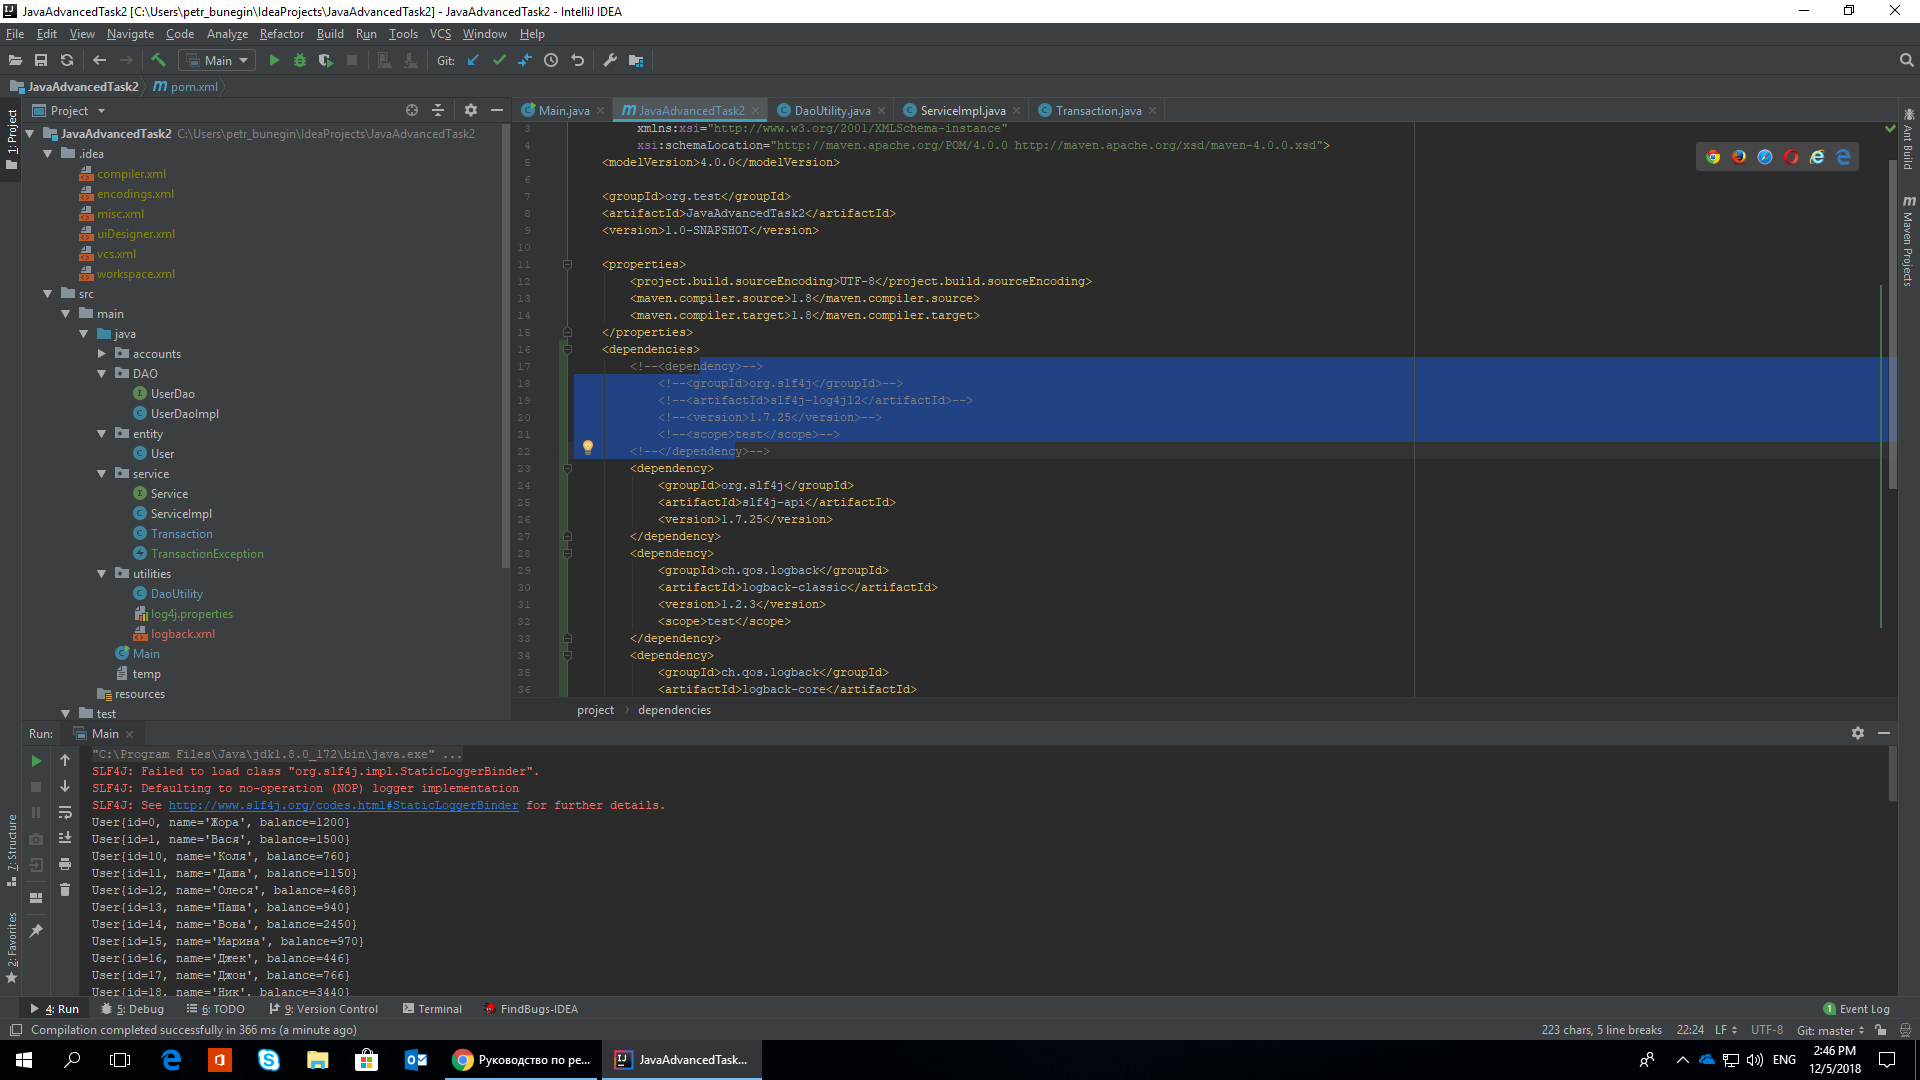 JavaAdvancedTask2 [C:\Users\petr_bunegin\IdeaProjects\JavaAdvancedTask2] - JavaAdvancedTask2 - IntelliJ IDEA
File Edit View Navigate Code Analyze Refactor Build Run Tools VCS Window Help
Main Git:
JavaAdvancedTask2 pom.xml
Project
Main.java JavaAdvancedTask2 DaoUtility.java ServiceImpl.java Transaction.java
1: Project
JavaAdvancedTask2 C:\Users\petr_bunegin\IdeaProjects\JavaAdvancedTask2
.idea
compiler.xml
encodings.xml
misc.xml
uiDesigner.xml
vcs.xml
workspace.xml
src
main
java
accounts
DAO
UserDao
UserDaoImpl
entity
User
service
Service
ServiceImpl
Transaction
TransactionException
utilities
DaoUtility
log4j.properties
logback.xml
Main
temp
resources
test
3 xmlns:xsi="http://www.w3.org/2001/XMLSchema-instance"
4 xsi:schemaLocation="http://maven.apache.org/POM/4.0.0 http://maven.apache.org/xsd/maven-4.0.0.xsd">
5 <modelVersion>4.0.0</modelVersion>
6
7 <groupId>org.test</groupId>
8 <artifactId>JavaAdvancedTask2</artifactId>
9 <version>1.0-SNAPSHOT</version>
10
11 <properties>
12 <project.build.sourceEncoding>UTF-8</project.build.sourceEncoding>
13 <maven.compiler.source>1.8</maven.compiler.source>
14 <maven.compiler.target>1.8</maven.compiler.target>
15 </properties>
16 <dependencies>
17 <!--<dependency>-->
18 <!--<groupId>org.slf4j</groupId>-->
19 <!--<artifactId>slf4j-log4j12</artifactId>-->
20 <!--<version>1.7.25</version>-->
21 <!--<scope>test</scope>-->
22 <!--</dependency>-->
23 <dependency>
24 <groupId>org.slf4j</groupId>
25 <artifactId>slf4j-api</artifactId>
26 <version>1.7.25</version>
27 </dependency>
28 <dependency>
29 <groupId>ch.qos.logback</groupId>
30 <artifactId>logback-classic</artifactId>
31 <version>1.2.3</version>
32 <scope>test</scope>
33 </dependency>
34 <dependency>
35 <groupId>ch.qos.logback</groupId>
36 <artifactId>logback-core</artifactId>
project dependencies
Ant Build
Maven Projects
Run: Main
"C:\Program Files\Java\jdk1.8.0_172\bin\java.exe" ...
SLF4J: Failed to load class "org.slf4j.impl.StaticLoggerBinder".
SLF4J: Defaulting to no-operation (NOP) logger implementation
SLF4J: See http://www.slf4j.org/codes.html#StaticLoggerBinder for further details.
User{id=0, name='Жора', balance=1200}
User{id=1, name='Вася', balance=1500}
User{id=10, name='Коля', balance=760}
User{id=11, name='Даша', balance=1150}
User{id=12, name='Олеся', balance=468}
User{id=13, name='Паша', balance=940}
User{id=14, name='Вова', balance=2450}
User{id=15, name='Марина', balance=970}
User{id=16, name='Джек', balance=446}
User{id=17, name='Джон', balance=766}
User{id=18, name='Ник', balance=3440}
7: Structure
2: Favorites
4: Run 5: Debug 6: TODO 9: Version Control Terminal FindBugs-IDEA 1 Event Log
Compilation completed successfully in 366 ms (a minute ago) 223 chars, 5 line breaks 22:24 LF UTF-8 Git: master
Руководство по ре... JavaAdvancedTask... ENG 2:46 PM
12/5/2018